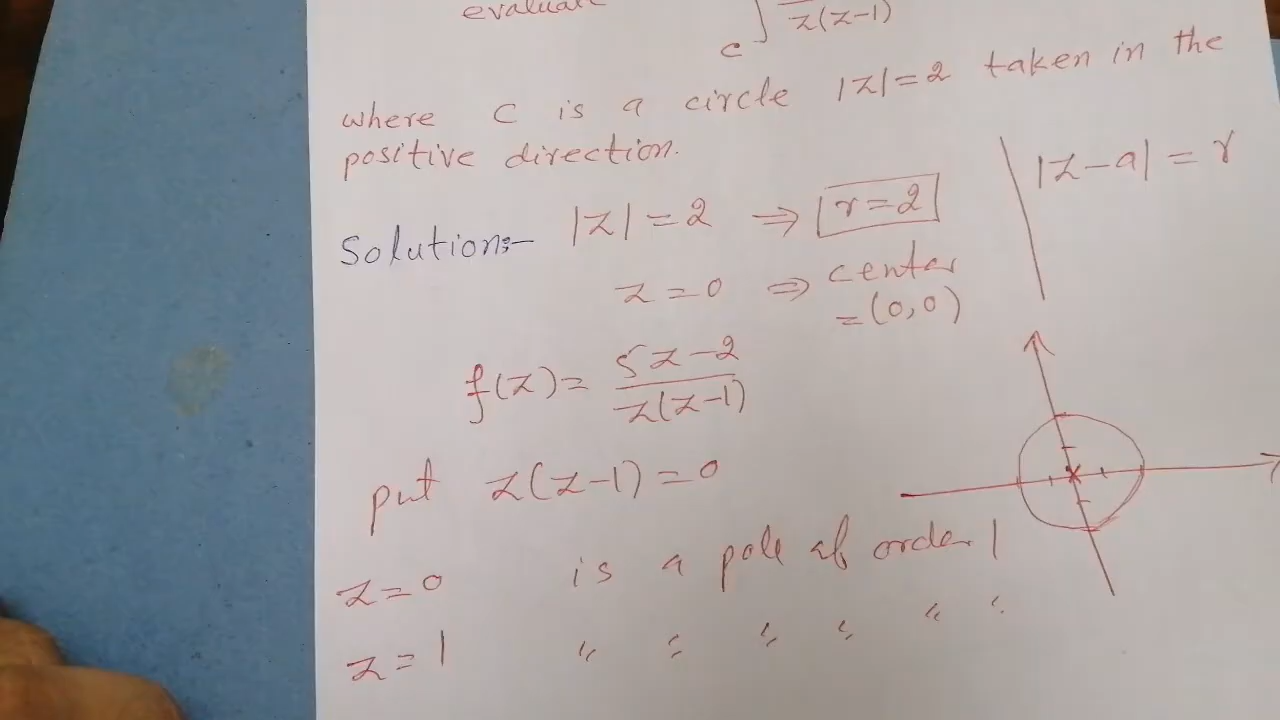 evaluate ∫ z(z-1)
c
where c is a circle |z|=2 taken in the
positive direction.
|z-a| = r
Solution:- |z| = 2 ⇒ r=2
z=0 ⇒ center
=(0,0)
f(z)= 5z-2
z(z-1)
put z(z-1)=0
z=0 is a pole of order 1
z=1 〃 〃 〃 〃 〃 〃